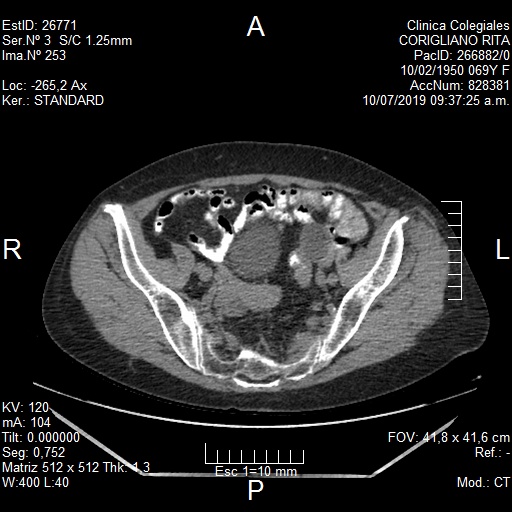 EstID: 26771
Ser.Nº 3 S/C 1.25mm
Ima.Nº 253
Loc: -265,2 Ax
Ker.: STANDARD
A
Clinica Colegiales
CORIGLIANO RITA
PacID: 266882/0
10/02/1950 069Y F
AccNum: 828381
10/07/2019 09:37:25 a.m.
R
L
KV: 120
mA: 104
Tilt: 0.000000
Seg: 0,752
Matriz 512 x 512 Thk: 1.3
W:400 L:40
Esc 1=10 mm
P
FOV: 41,8 x 41,6 cm
Ref.: -
Mod.: CT